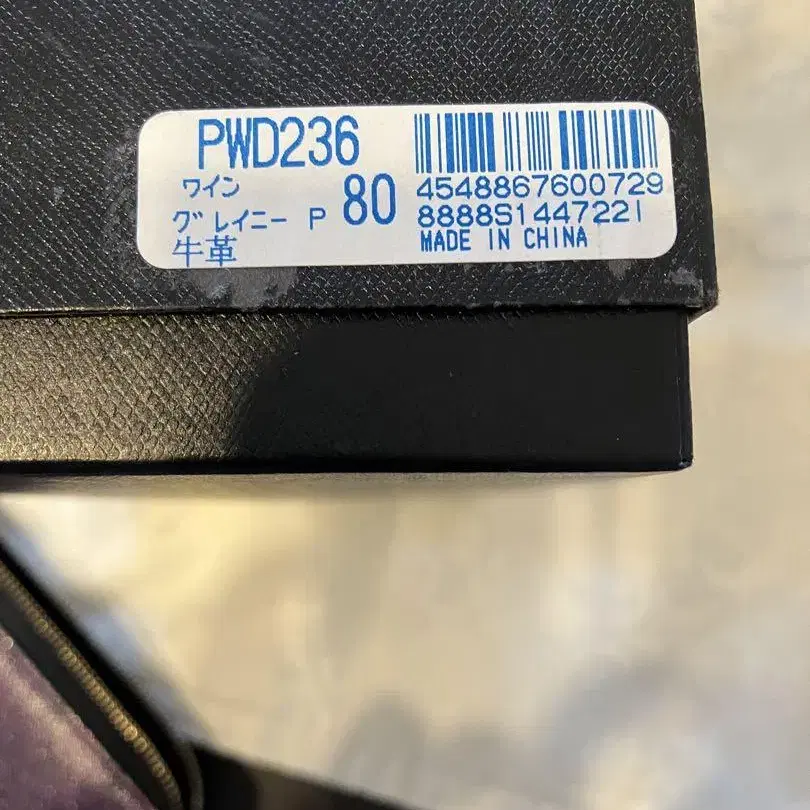 PWD236
ワイン
グレイニー P 80
牛革
4548867600729
8888S1447221
MADE IN CHINA